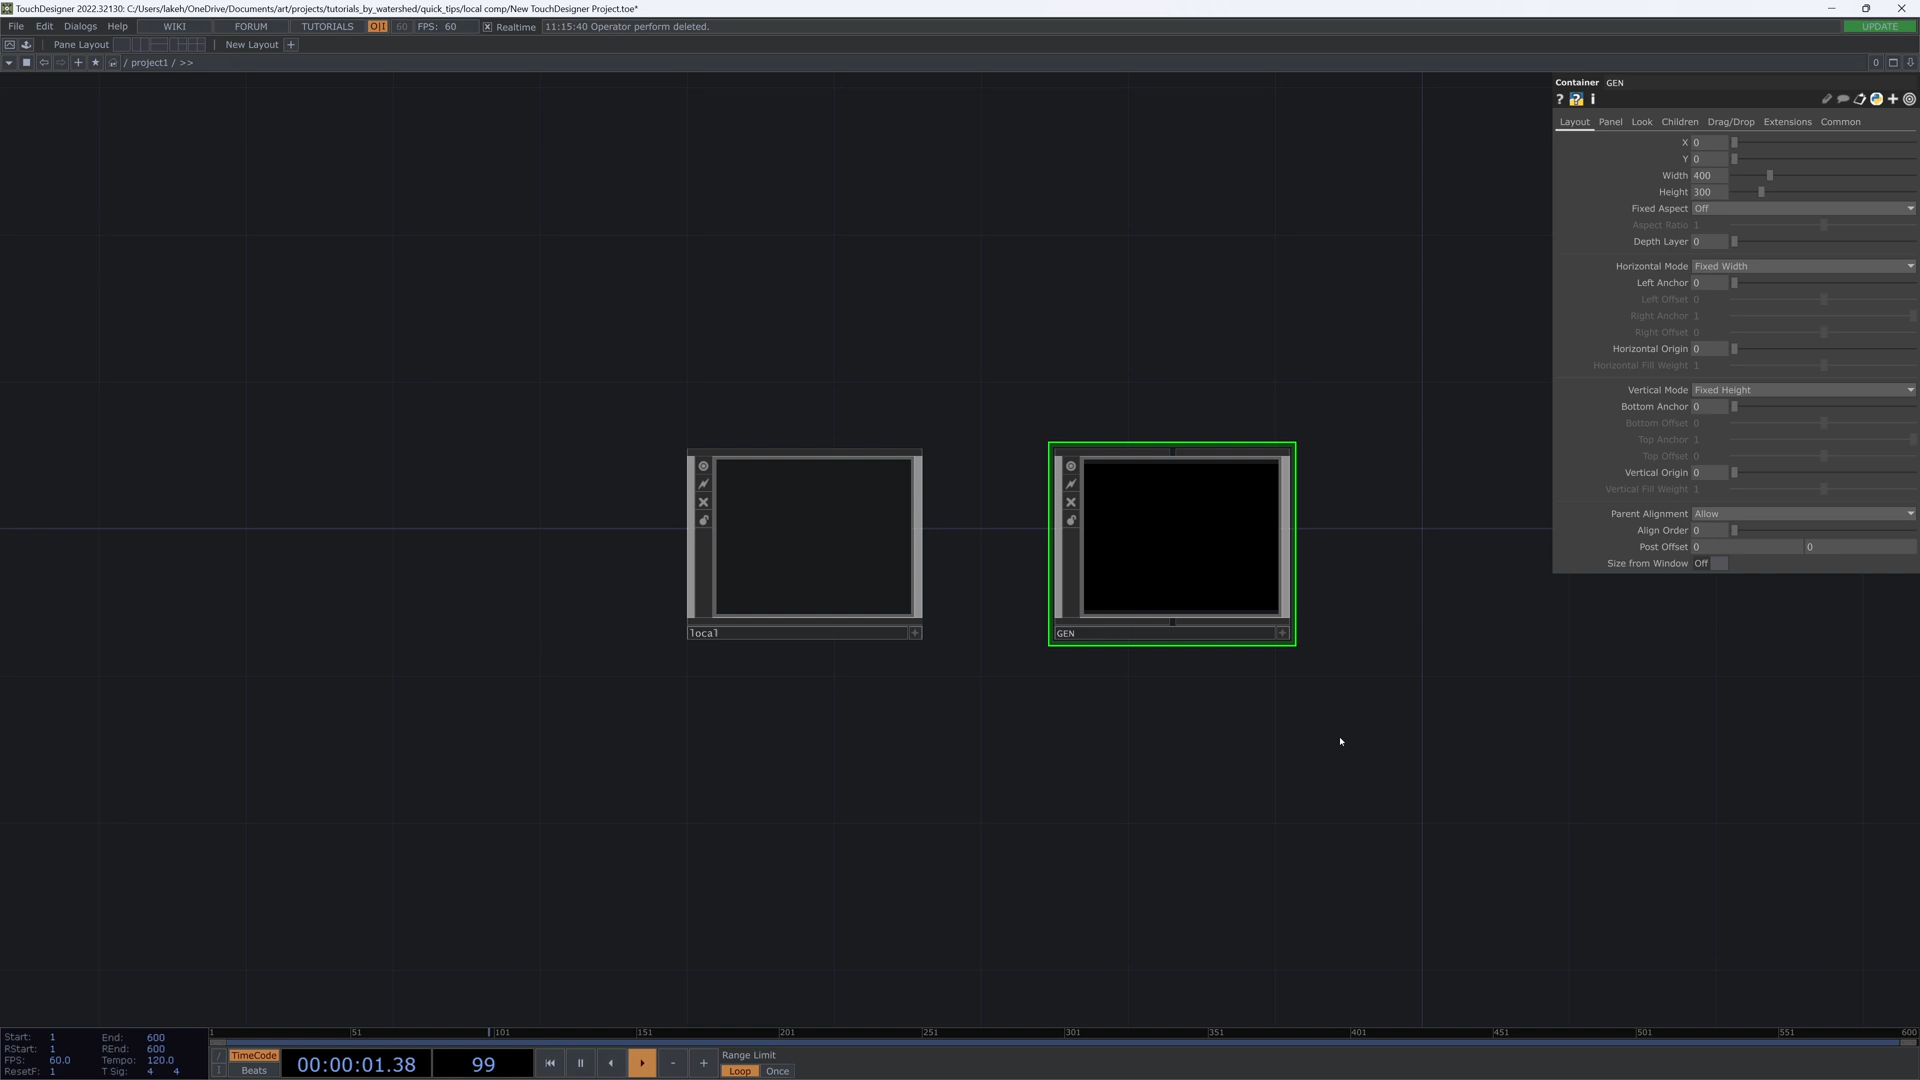 TouchDesigner 2022.32130: C:/Users/lakeh/OneDrive/Documents/art/projects/tutorials_by_watershed/quick_tips/local comp/New TouchDesigner Project.toe*
File Edit Dialogs Help WIKI FORUM TUTORIALS O|I 60 FPS: 60 Realtime 11:15:40 Operator perform deleted. UPDATE
Pane Layout New Layout +
/ project1 / >> 0
Container GEN
? ? i
Layout Panel Look Children Drag/Drop Extensions Common
X 0
Y 0
Width 400
Height 300
Fixed Aspect Off
Aspect Ratio 1
Depth Layer 0
Horizontal Mode Fixed Width
Left Anchor 0
Left Offset 0
Right Anchor 1
Right Offset 0
Horizontal Origin 0
Horizontal Fill Weight 1
Vertical Mode Fixed Height
Bottom Anchor 0
Bottom Offset 0
Top Anchor 1
Top Offset 0
Vertical Origin 0
Vertical Fill Weight 1
Parent Alignment Allow
Align Order 0
Post Offset 0 0
Size from Window Off
local
GEN
1 51 101 151 201 251 301 351 401 451 501 551 600
Start: 1 End: 600
RStart: 1 REnd: 600
FPS: 60.0 Tempo: 120.0
ResetF: 1 T Sig: 4 4
TimeCode
Beats
00:00:01.38
99
- +
Range Limit
Loop Once